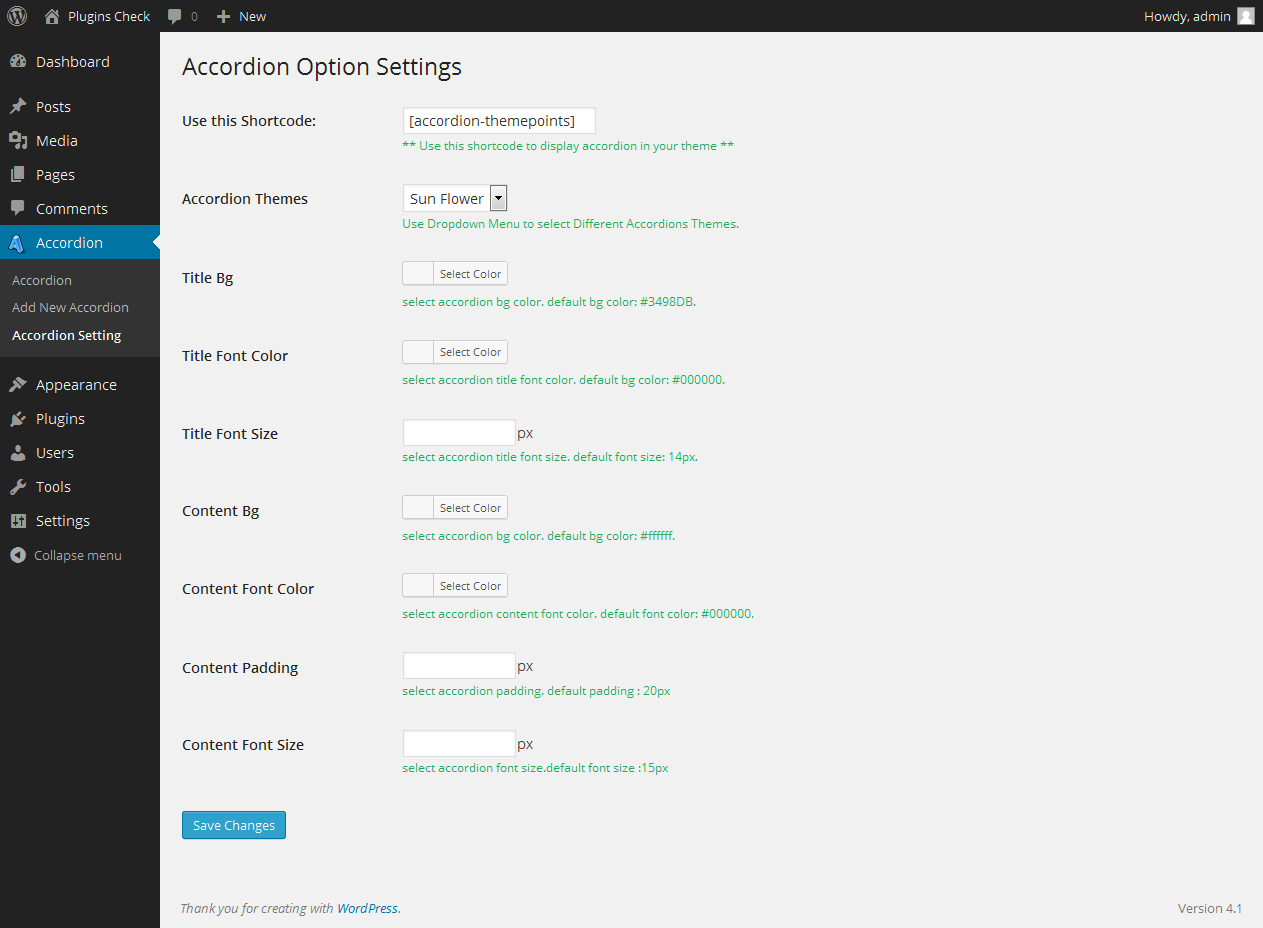 Plugins Check 0 New Howdy, admin
Dashboard
Posts
Media
Pages
Comments
Accordion
Accordion
Add New Accordion
Accordion Setting
Appearance
Plugins
Users
Tools
Settings
Collapse menu
Accordion Option Settings
Use this Shortcode: [accordion-themepoints]
** Use this shortcode to display accordion in your theme **
Accordion Themes Sun Flower
Use Dropdown Menu to select Different Accordions Themes.
Title Bg Select Color
select accordion bg color. default bg color: #3498DB.
Title Font Color Select Color
select accordion title font color. default bg color: #000000.
Title Font Size px
select accordion title font size. default font size: 14px.
Content Bg Select Color
select accordion bg color. default bg color: #ffffff.
Content Font Color Select Color
select accordion content font color. default font color: #000000.
Content Padding px
select accordion padding. default padding : 20px
Content Font Size px
select accordion font size.default font size :15px
Save Changes
Thank you for creating with WordPress. Version 4.1